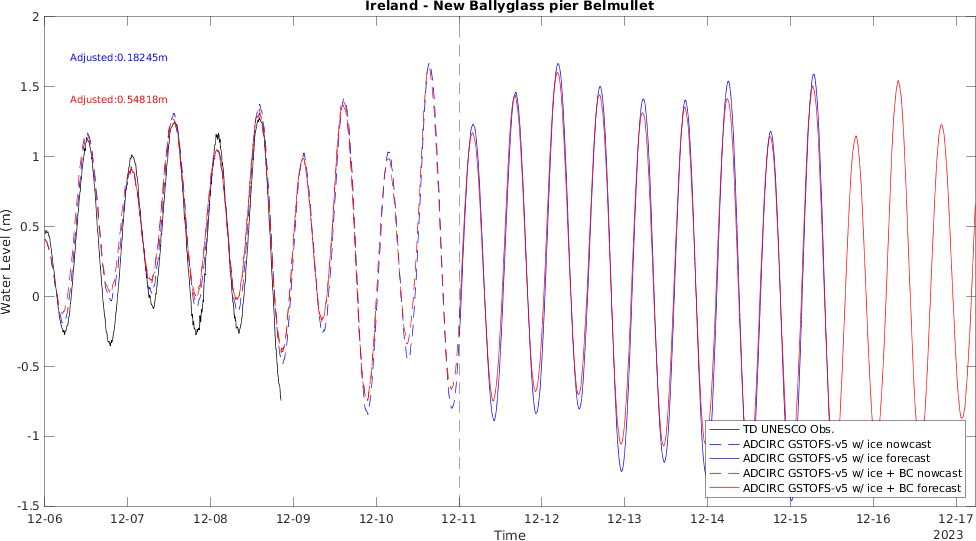 Ireland - New Ballyglass pier Belmullet
2
1.5
1
0.5
0
-0.5
-1
-1.5
Water Level (m)
Adjusted:0.18245m
Adjusted:0.54818m
TD UNESCO Obs.
ADCIRC GSTOFS-v5 w/ ice nowcast
ADCIRC GSTOFS-v5 w/ ice forecast
ADCIRC GSTOFS-v5 w/ ice + BC nowcast
ADCIRC GSTOFS-v5 w/ ice + BC forecast
12-06 12-07 12-08 12-09 12-10 12-11 12-12 12-13 12-14 12-15 12-16 12-17
Time
2023